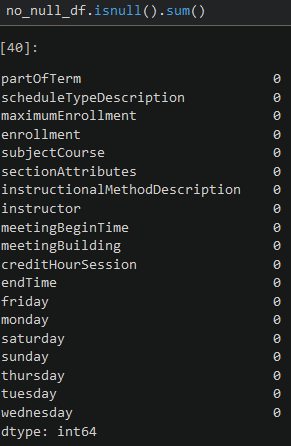 no_null_df.isnull().sum()
[40]:
partOfTerm 0
scheduleTypeDescription 0
maximumEnrollment 0
enrollment 0
subjectCourse 0
sectionAttributes 0
instructionalMethodDescription 0
instructor 0
meetingBeginTime 0
meetingBuilding 0
creditHourSession 0
endTime 0
friday 0
monday 0
saturday 0
sunday 0
thursday 0
tuesday 0
wednesday 0
dtype: int64